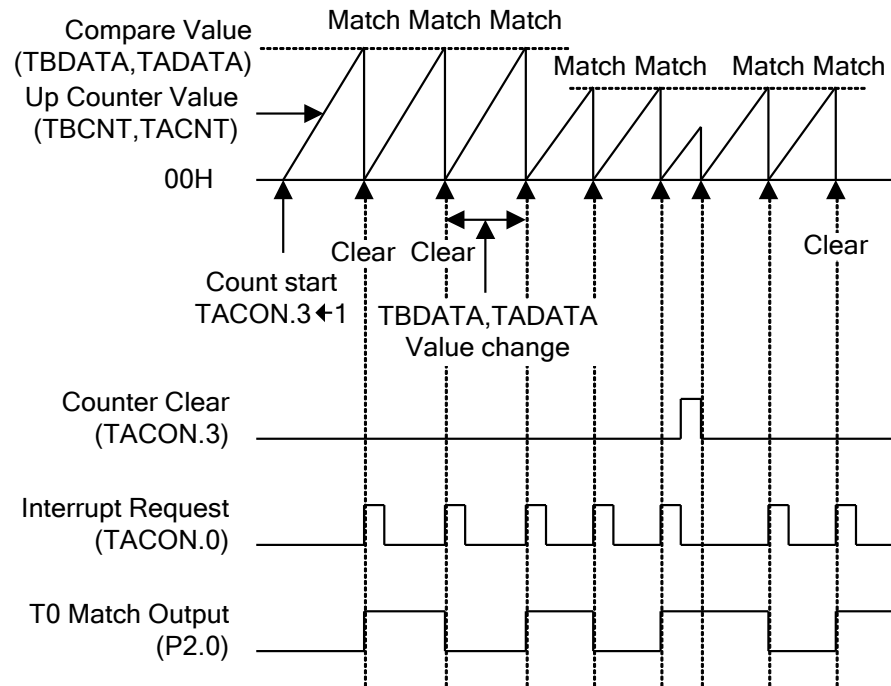 Compare Value
(TBDATA,TADATA)
Match Match Match
Match Match
Match Match
Up Counter Value
(TBCNT,TACNT)
00H
Clear
Clear
Clear
Count start
TACON.3←1
TBDATA,TADATA
Value change
Counter Clear
(TACON.3)
Interrupt Request
(TACON.0)
T0 Match Output
(P2.0)